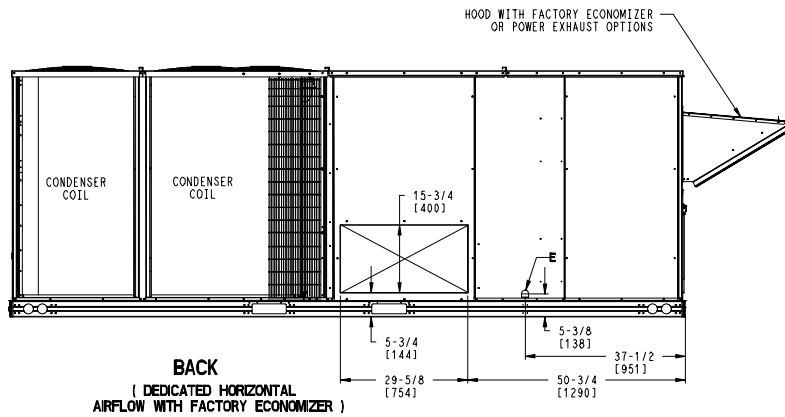 HOOD WITH FACTORY ECONOMIZER
OR POWER EXHAUST OPTIONS
CONDENSER
COIL
CONDENSER
COIL
15-3/4
[400]
E
5-3/4
[144]
5-3/8
[138]
37-1/2
[951]
29-5/8
[754]
50-3/4
[1290]
BACK
( DEDICATED HORIZONTAL
AIRFLOW WITH FACTORY ECONOMIZER )